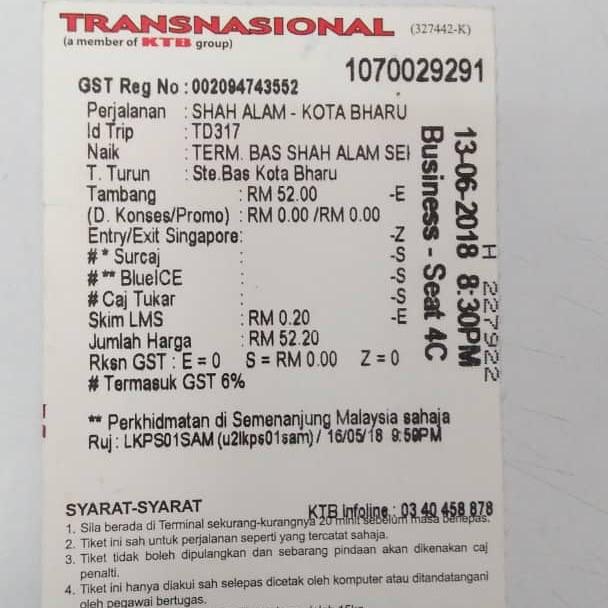 TRANSNASIONAL (327442-K)
(a member of KTB group)
1070029291
GST Reg No : 002094743552
Perjalanan : SHAH ALAM - KOTA BHARU
Id Trip : TD317
Naik : TERM. BAS SHAH ALAM SEI
T. Turun : Ste.Bas Kota Bharu
Tambang : RM 52.00 -E
(D. Konses/Promo) : RM 0.00 /RM 0.00
Entry/Exit Singapore: -Z
# * Surcaj : -S
# ** BlueICE : -S
# Caj Tukar : -S
Skim LMS : RM 0.20 -E
Jumlah Harga : RM 52.20
Rksn GST : E = 0 S = RM 0.00 Z = 0
# Termasuk GST 6%
13-06-2018 8:30PM
Business - Seat 4C
H 227922
** Perkhidmatan di Semenanjung Malaysia sahaja
Ruj: LKPS01SAM (u2lkps01sam) / 16/05/18 9:50PM
SYARAT-SYARAT
KTB Infoline : 03 40 458 878
1. Sila berada di Terminal sekurang-kurangnya 20 minit sebelum masa berlepas.
2. Tiket ini sah untuk perjalanan seperti yang tercatat sahaja.
3. Tiket tidak boleh dipulangkan dan sebarang pindaan akan dikenakan caj
penalti.
4. Tiket ini hanya diakui sah selepas dicetak oleh komputer atau ditandatangani
oleh pegawai bertugas.